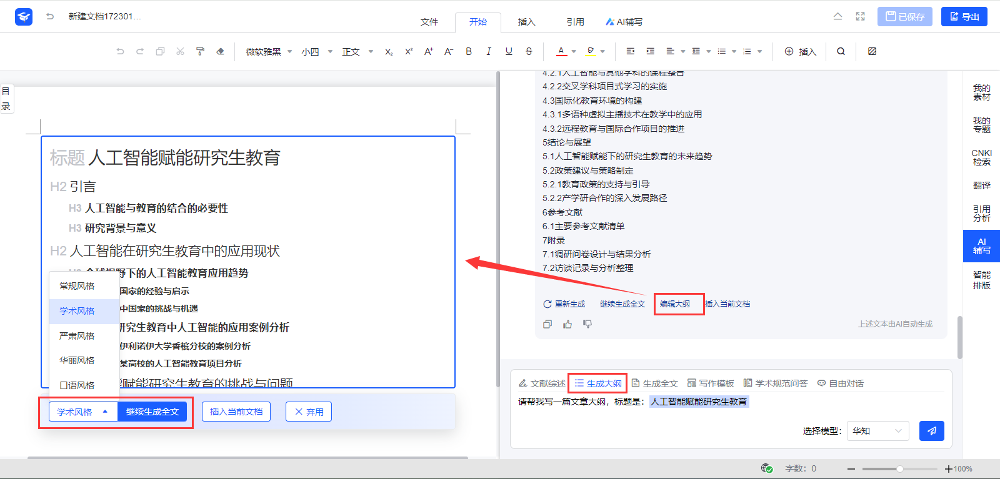 新建文档172301...
文件
开始
插入
引用
AI辅写
已保存
导出
微软雅黑
小四
正文
X₂
X²
A⁺
A⁻
B
I
U
S
A
插入
目
录
标题 人工智能赋能研究生教育
H2 引言
H3 人工智能与教育的结合的必要性
H3 研究背景与意义
H2 人工智能在研究生教育中的应用现状
下的人工智能教育应用趋势
国家的经验与启示
中国家的挑战与机遇
研究生教育中人工智能的应用案例分析
伊利诺伊大学香槟分校的案例分析
某高校的人工智能教育项目分析
能赋能研究生教育的挑战与问题
常规风格
学术风格
严肃风格
华丽风格
口语风格
学术风格
继续生成全文
插入当前文档
弃用
4.2.1人工智能与其他学科的课程整合
4.2.2交叉学科项目式学习的实施
4.3国际化教育环境的构建
4.3.1多语种虚拟主播技术在教学中的应用
4.3.2远程教育与国际合作项目的推进
5结论与展望
5.1人工智能赋能下的研究生教育的未来趋势
5.2政策建议与策略制定
5.2.1教育政策的支持与引导
5.2.2产学研合作的深入发展路径
6参考文献
6.1主要参考文献清单
7附录
7.1调研问卷设计与结果分析
7.2访谈记录与分析整理
重新生成
继续生成全文
编辑大纲
插入当前文档
上述文本由AI自动生成
文献综述
生成大纲
生成全文
写作模板
学术规范问答
自由对话
请帮我写一篇文章大纲，标题是： 人工智能赋能研究生教育
选择模型：
华知
我的
素材
我的
专题
CNKI
检索
翻译
引用
分析
AI
辅写
智能
排版
字数：0
100%